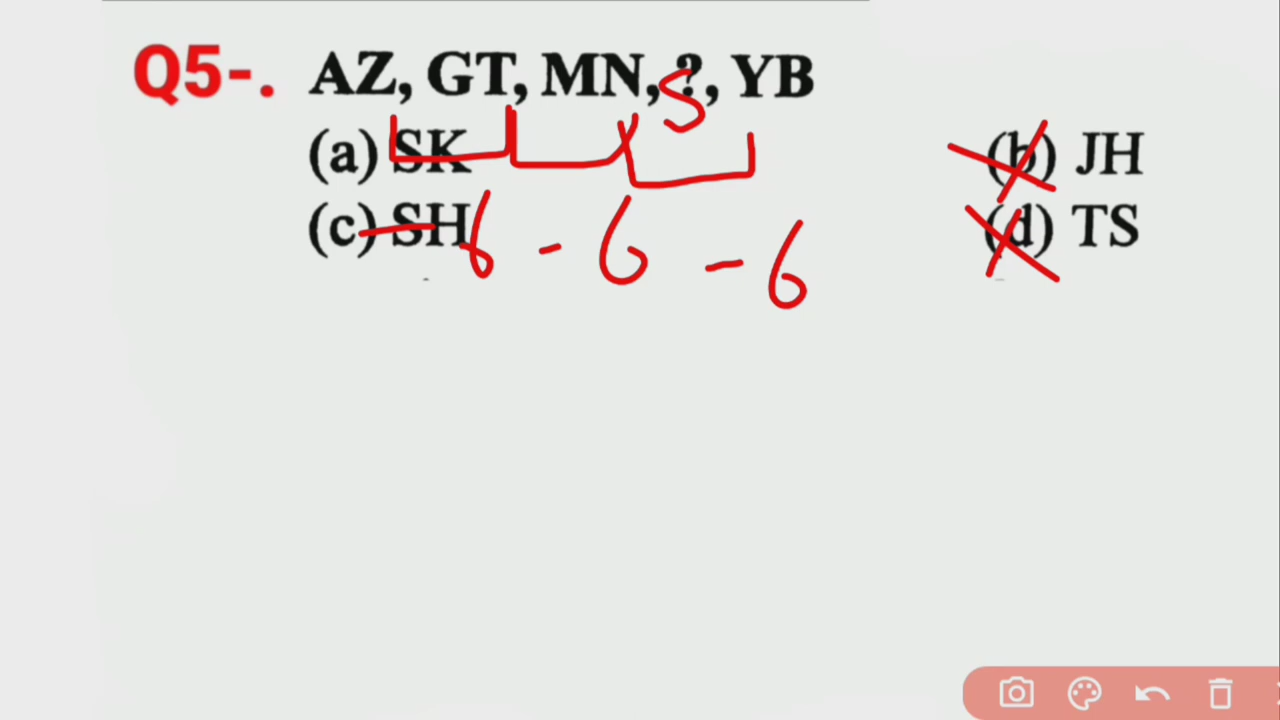 Q5-. AZ, GT, MN, ?, YB
S
(a) SK (b) JH
(c) SH (d) TS
6 - 6 - 6